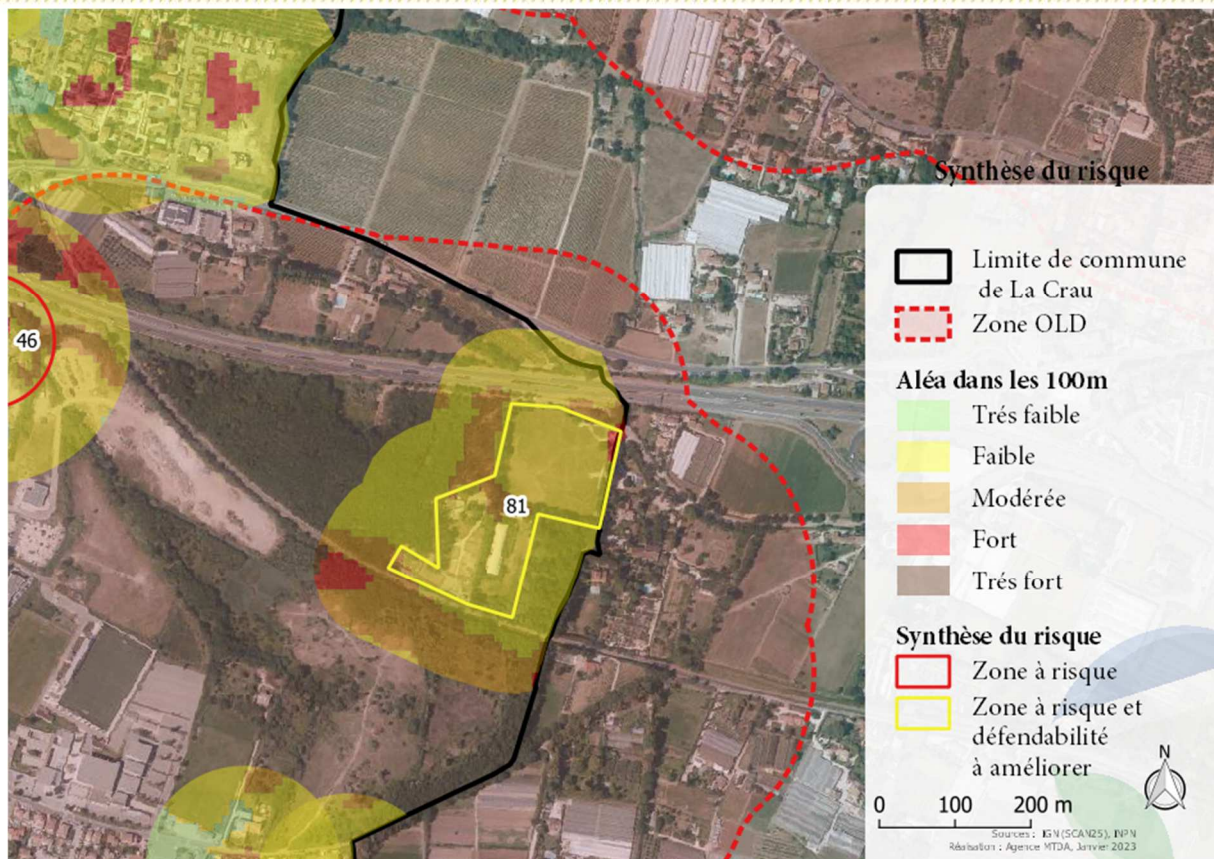 Synthèse du risque
Limite de commune
de La Crau
Zone OLD
Aléa dans les 100m
Trés faible
Faible
Modérée
Fort
Trés fort
Synthèse du risque
Zone à risque
Zone à risque et
défendabilité
à améliorer
N
0 100 200 m
Sources : IGN (SCAN25), INPN
Réalisation : Agence MTDA, Janvier 2023
46
81